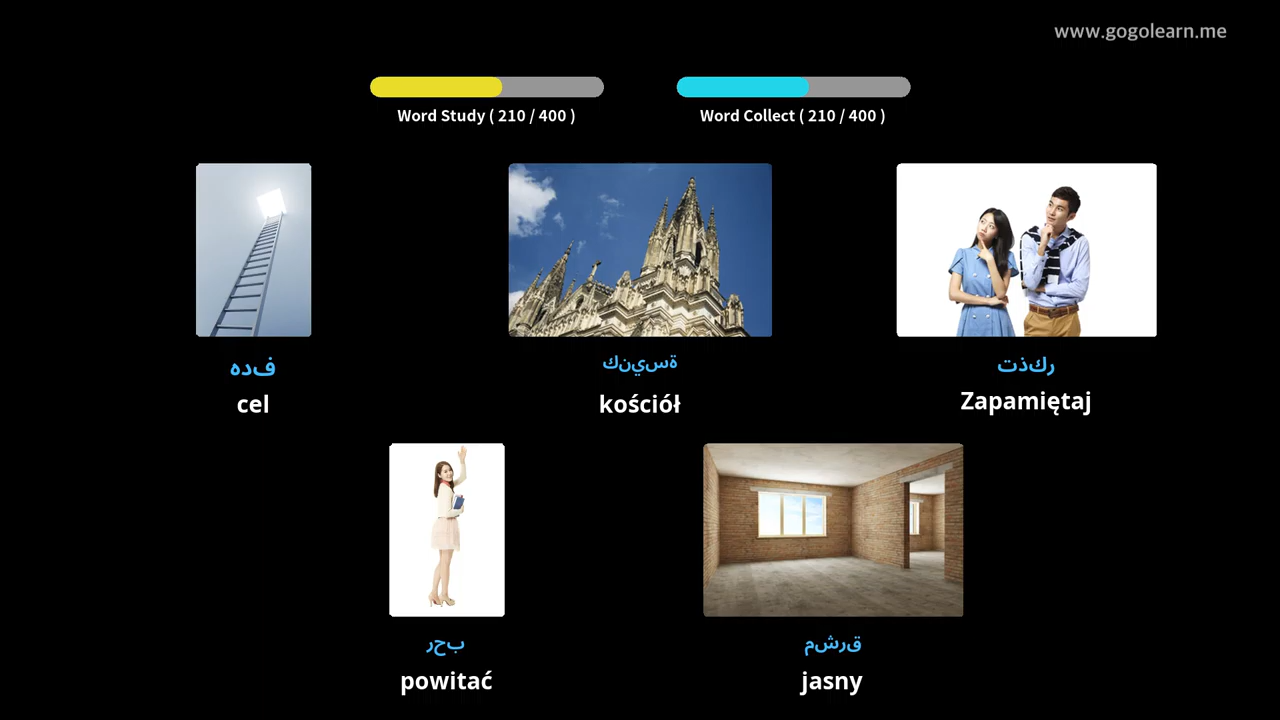 www.gogolearn.me
Word Study ( 210 / 400 )
Word Collect ( 210 / 400 )
فده
cel
ةسينك
kościół
ركذت
Zapamiętaj
بحر
powitać
قرشم
jasny